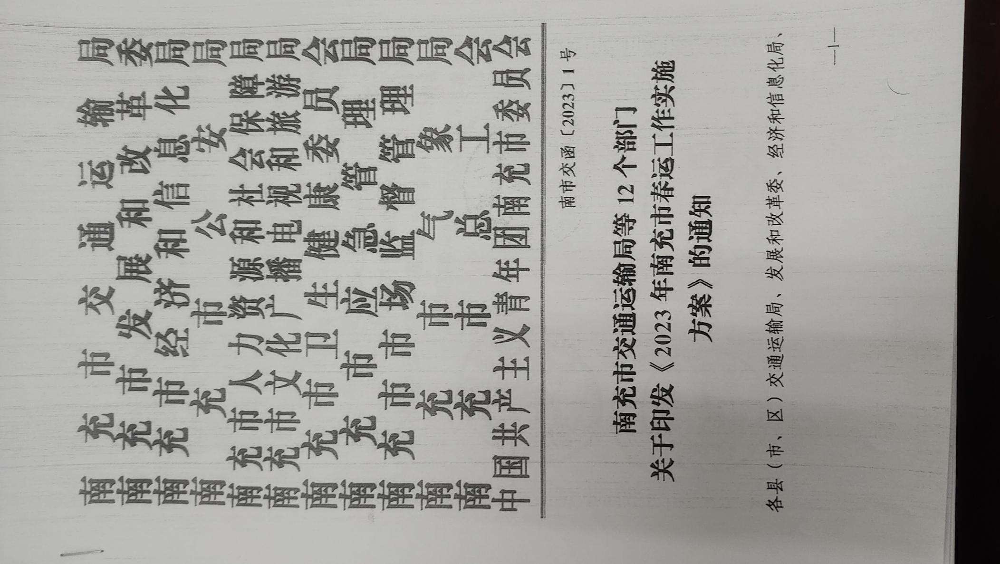 南充市交通运输局
南充市发展和改革委
南充市经济和信息化局
南充市公安局
南充市人力资源和社会保障局
南充市文化广播电视和旅游局
南充市卫生健康委员会
南充市应急管理局
南充市市场监督管理局
南充市气象局
南充市总工会
中国共产主义青年团南充市委员会
南市交函〔2023〕1号
南充市交通运输局等12个部门
关于印发《2023年南充市春运工作实施
方案》的通知
各县（市、区）交通运输局、发展和改革委、经济和信息化局、
—1—